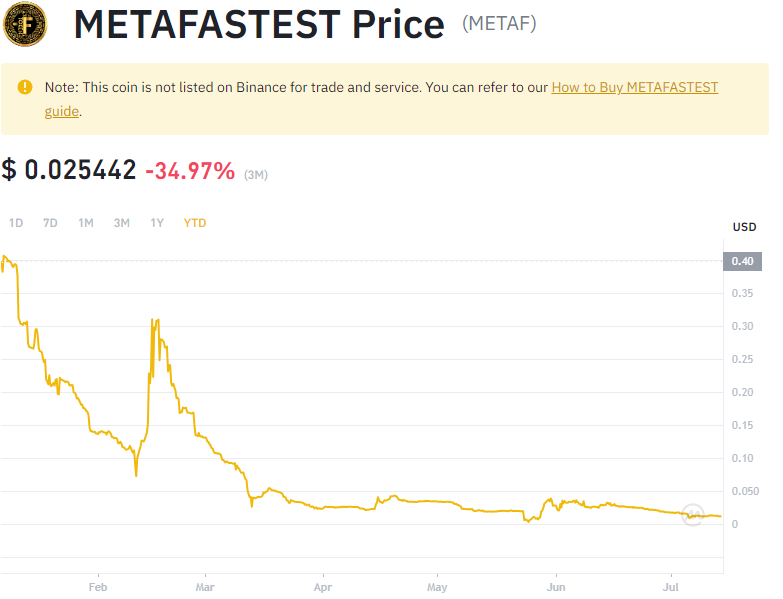 METAFASTEST Price (METAF)
Note: This coin is not listed on Binance for trade and service. You can refer to our How to Buy METAFASTEST
guide.
$ 0.025442 -34.97% (3M)
1D 7D 1M 3M 1Y YTD
USD
0.40
0.35
0.30
0.25
0.20
0.15
0.10
0.050
0
Feb Mar Apr May Jun Jul